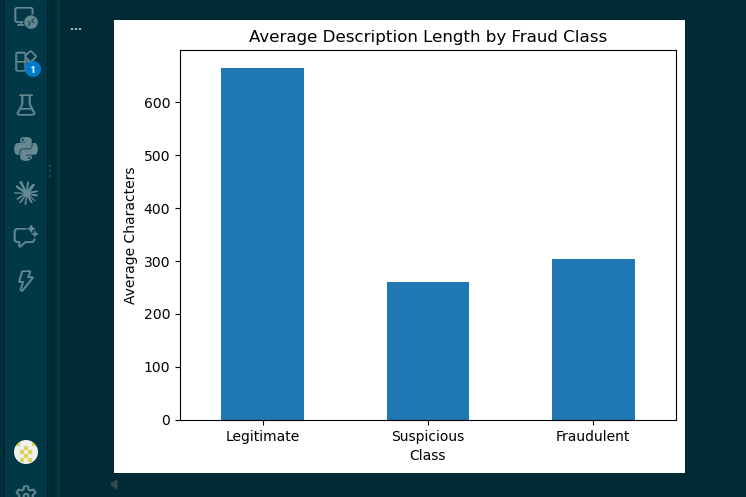 1
...
Average Description Length by Fraud Class
600
500
400
300
200
100
0
Average Characters
Legitimate Suspicious Fraudulent
Class